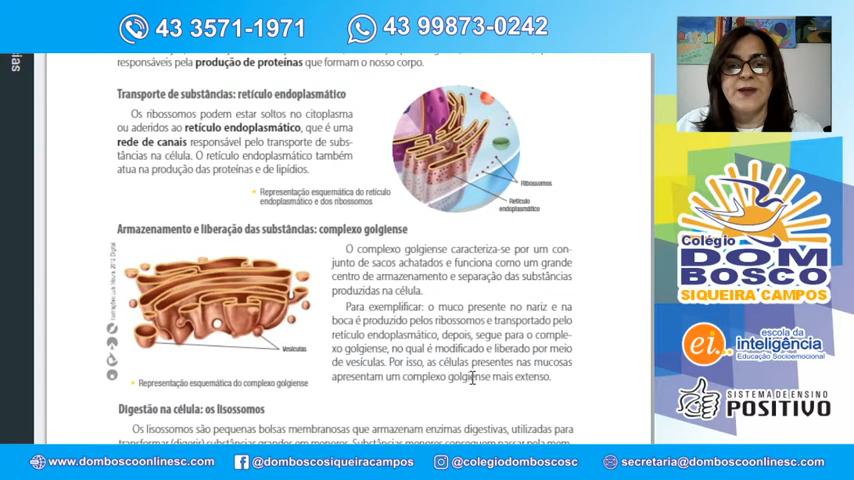 43 3571-1971
43 99873-0242
responsáveis pela produção de proteínas que formam o nosso corpo.
Transporte de substâncias: retículo endoplasmático
Os ribossomos podem estar soltos no citoplasma
ou aderidos ao retículo endoplasmático, que é uma
rede de canais responsável pelo transporte de subs-
tâncias na célula. O retículo endoplasmático também
atua na produção das proteínas e de lipídios.
Ribossomos
Retículo
endoplasmático
Representação esquemática do retículo
endoplasmático e dos ribossomos
Armazenamento e liberação das substâncias: complexo golgiense
O complexo golgiense caracteriza-se por um con-
junto de sacos achatados e funciona como um grande
centro de armazenamento e separação das substâncias
produzidas na célula.
Para exemplificar: o muco presente no nariz e na
boca é produzido pelos ribossomos e transportado pelo
retículo endoplasmático, depois, segue para o comple-
xo golgiense, no qual é modificado e liberado por meio
de vesículas. Por isso, as células presentes nas mucosas
apresentam um complexo golgiense mais extenso.
Vesículas
Representação esquemática do complexo golgiense
Digestão na célula: os lisossomos
Os lisossomos são pequenas bolsas membranosas que armazenam enzimas digestivas, utilizadas para
Colégio
DOM
BOSCO
SIQUEIRA CAMPOS
ei.
escola da
inteligência
Educação Socioemocional
SISTEMA DE ENSINO
POSITIVO
www.domboscoonlinesc.com
@domboscosiqueiracampos
@colegiodomboscosc
secretaria@domboscoonlinesc.com